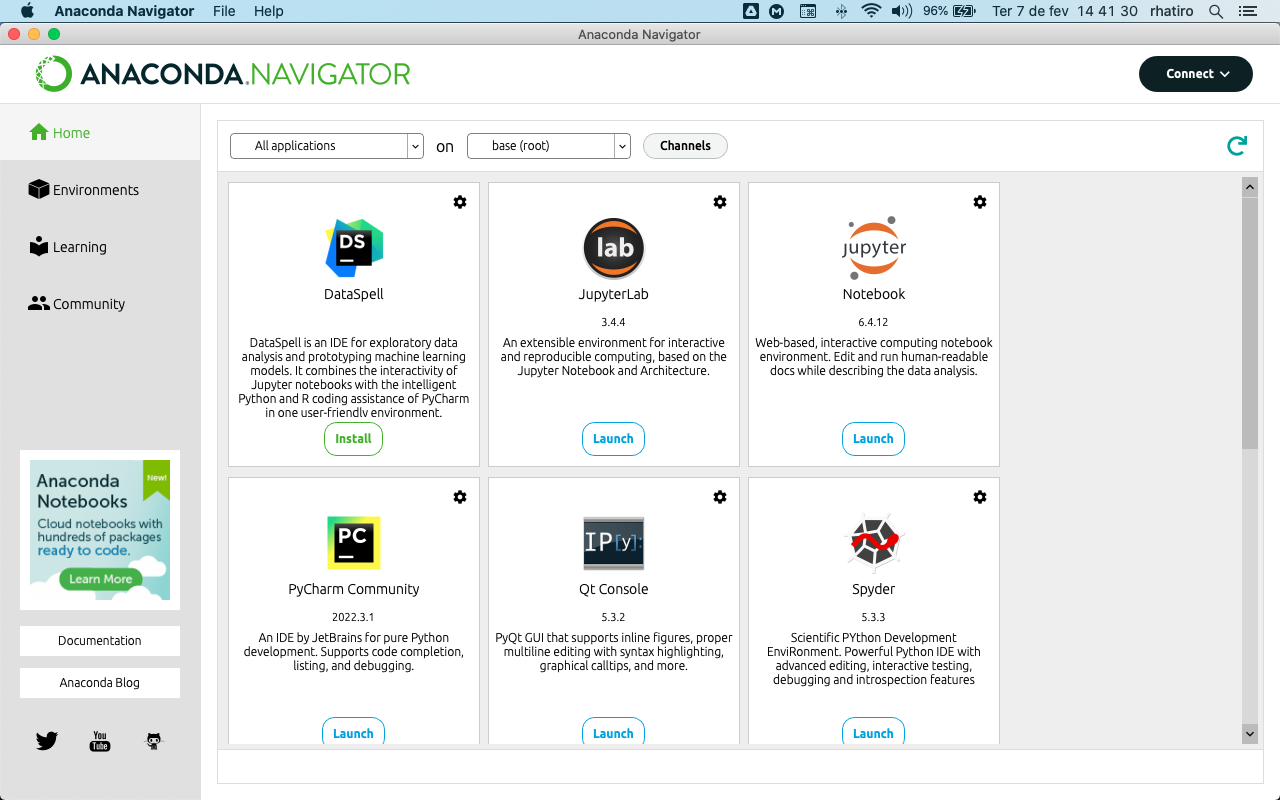 Anaconda Navigator File Help 96% Ter 7 de fev 14 41 30 rhatiro
Anaconda Navigator
ANACONDA.NAVIGATOR
Connect
Home
Environments
Learning
Community
All applications on base (root) Channels
DS
DataSpell
DataSpell is an IDE for exploratory data
analysis and prototyping machine learning
models. It combines the interactivity of
Jupyter notebooks with the intelligent
Python and R coding assistance of PyCharm
in one user-friendly environment.
Install
lab
JupyterLab
3.4.4
An extensible environment for interactive
and reproducible computing, based on the
Jupyter Notebook and Architecture.
Launch
jupyter
Notebook
6.4.12
Web-based, interactive computing notebook
environment. Edit and run human-readable
docs while describing the data analysis.
Launch
PC
PyCharm Community
2022.3.1
An IDE by JetBrains for pure Python
development. Supports code completion,
listing, and debugging.
Launch
IP[y]:
Qt Console
5.3.2
PyQt GUI that supports inline figures, proper
multiline editing with syntax highlighting,
graphical calltips, and more.
Launch
Spyder
5.3.3
Scientific PYthon Development
EnviRonment. Powerful Python IDE with
advanced editing, interactive testing,
debugging and introspection features
Launch
Anaconda
Notebooks
New!
Cloud notebooks with
hundreds of packages
ready to code.
Learn More
Documentation
Anaconda Blog
You
Tube